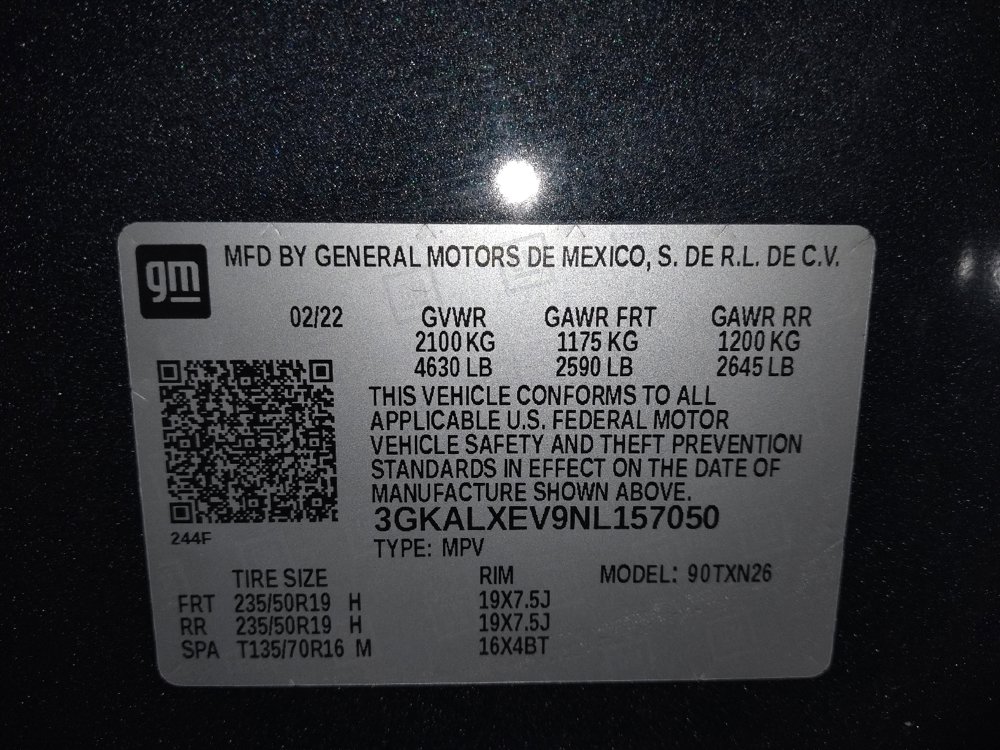 gm
MFD BY GENERAL MOTORS DE MEXICO, S. DE R.L. DE C.V.
02/22 GVWR GAWR FRT GAWR RR
2100 KG 1175 KG 1200 KG
4630 LB 2590 LB 2645 LB
THIS VEHICLE CONFORMS TO ALL
APPLICABLE U.S. FEDERAL MOTOR
VEHICLE SAFETY AND THEFT PREVENTION
STANDARDS IN EFFECT ON THE DATE OF
MANUFACTURE SHOWN ABOVE.
3GKALXEV9NL157050
244F
TYPE: MPV
TIRE SIZE RIM MODEL: 90TXN26
FRT 235/50R19 H 19X7.5J
RR 235/50R19 H 19X7.5J
SPA T135/70R16 M 16X4BT